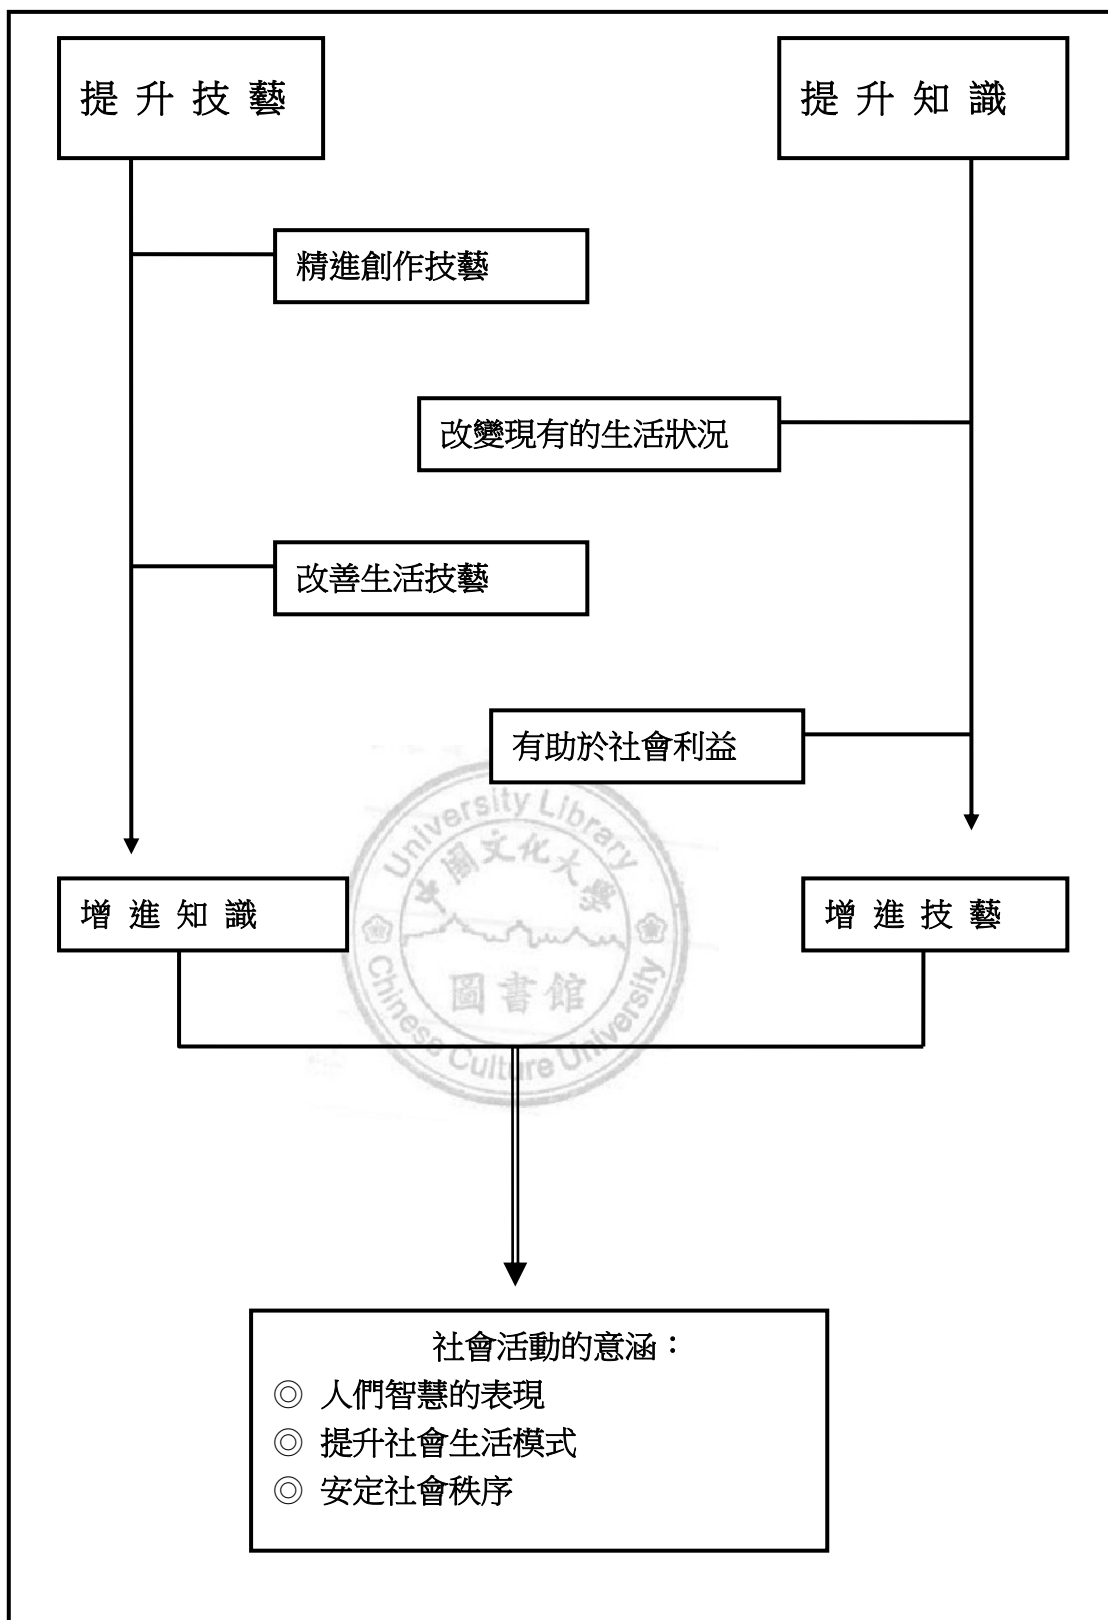 提升技藝
提升知識
精進創作技藝
改變現有的生活狀況
改善生活技藝
有助於社會利益
增進知識
增進技藝
University Library
中國文化大學
圖書館
Chinese Culture University
社會活動的意涵：
◎ 人們智慧的表現
◎ 提升社會生活模式
◎ 安定社會秩序